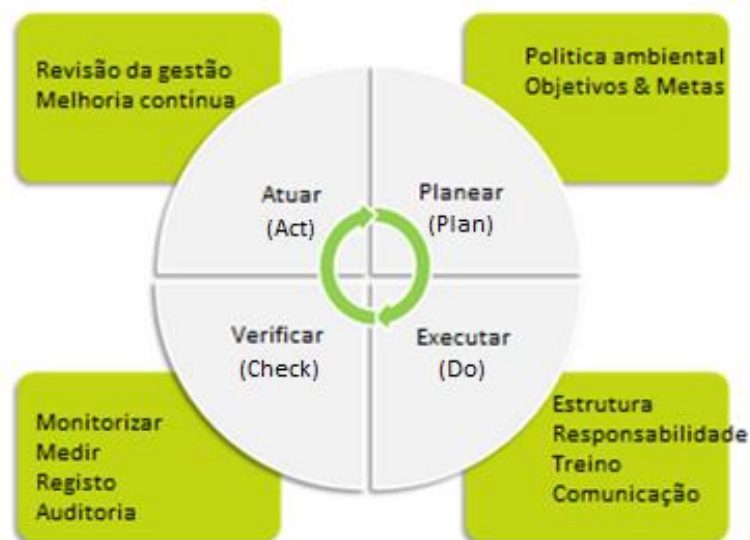 Revisão da gestão
Melhoria contínua
Politica ambiental
Objetivos & Metas
Atuar
(Act)
Planear
(Plan)
Verificar
(Check)
Executar
(Do)
Monitorizar
Medir
Registo
Auditoria
Estrutura
Responsabilidade
Treino
Comunicação